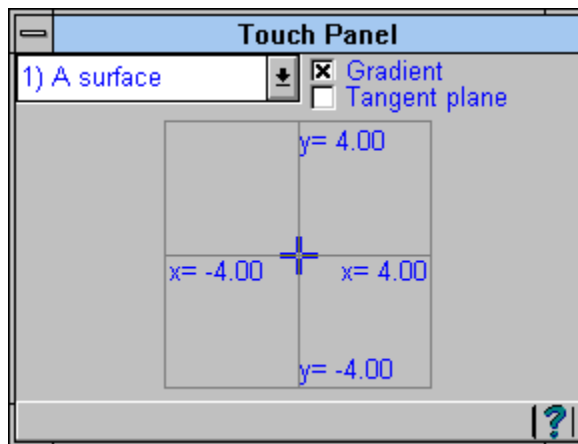 Touch Panel
1) A surface
Gradient
Tangent plane
y= 4.00
x= -4.00 x= 4.00
y= -4.00
?